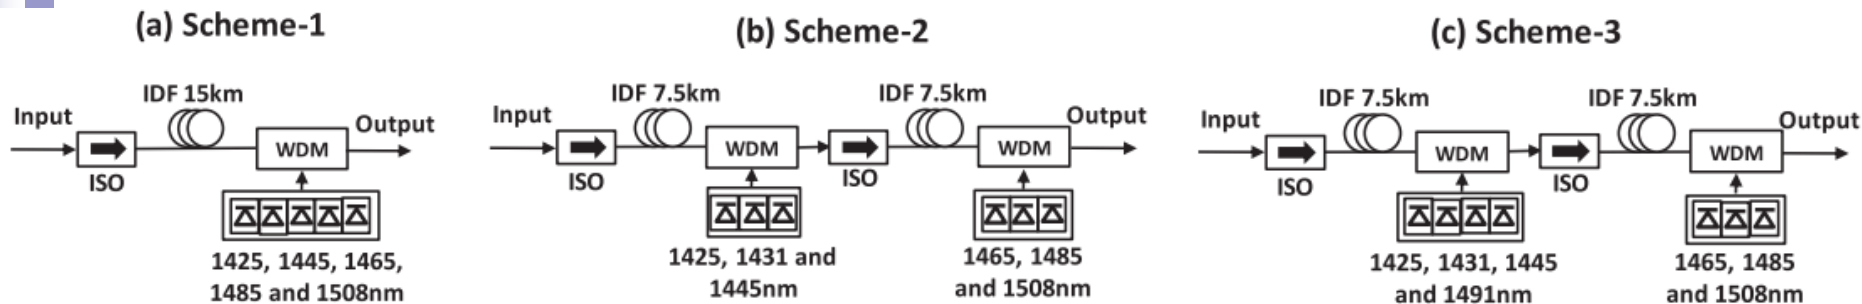 (a) Scheme-1
IDF 15km
Input
Output
WDM
ISO
1425, 1445, 1465,
1485 and 1508nm
(b) Scheme-2
IDF 7.5km
IDF 7.5km
Input
Output
WDM
WDM
ISO
ISO
1425, 1431 and
1445nm
1465, 1485
and 1508nm
(c) Scheme-3
IDF 7.5km
IDF 7.5km
Input
Output
WDM
WDM
ISO
ISO
1425, 1431, 1445
and 1491nm
1465, 1485
and 1508nm